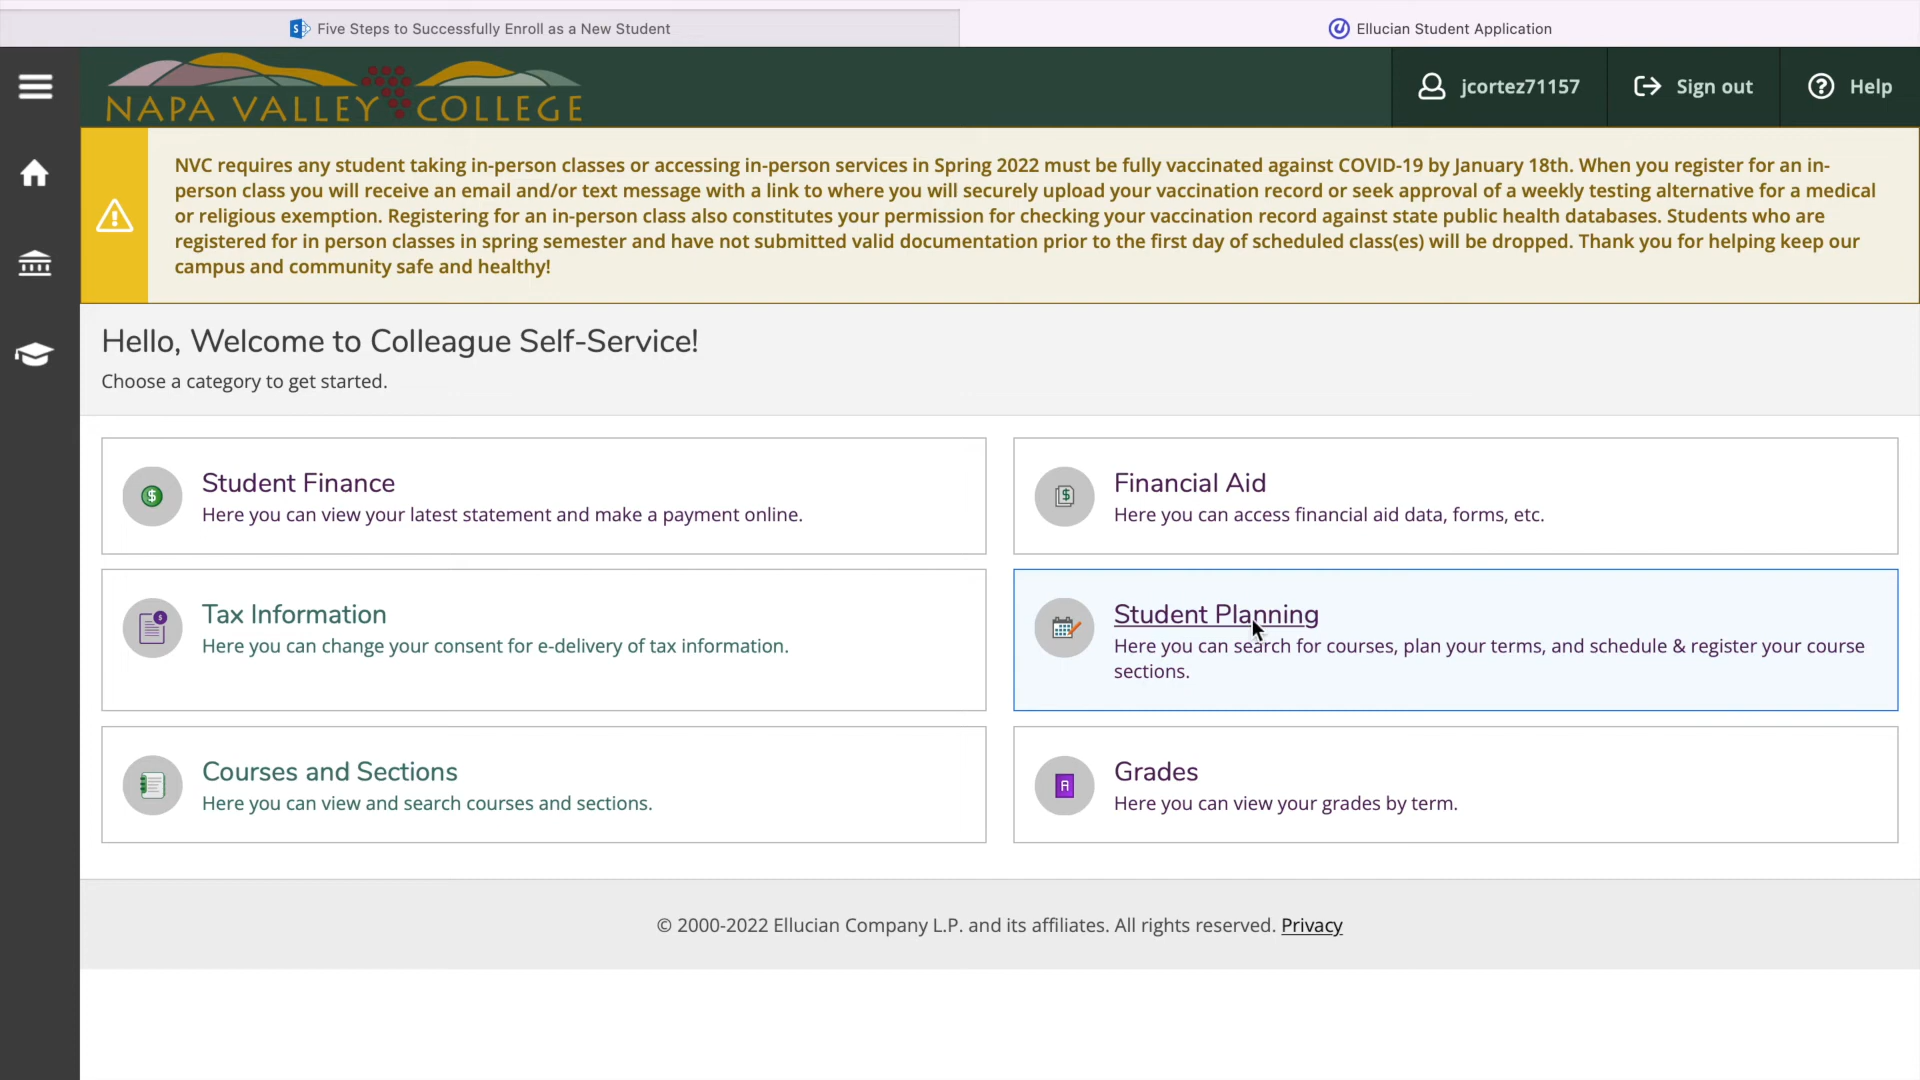 Five Steps to Successfully Enroll as a New Student
Ellucian Student Application
NAPA VALLEY COLLEGE
jcortez71157
Sign out
Help
NVC requires any student taking in-person classes or accessing in-person services in Spring 2022 must be fully vaccinated against COVID-19 by January 18th. When you register for an in-
person class you will receive an email and/or text message with a link to where you will securely upload your vaccination record or seek approval of a weekly testing alternative for a medical
or religious exemption. Registering for an in-person class also constitutes your permission for checking your vaccination record against state public health databases. Students who are
registered for in person classes in spring semester and have not submitted valid documentation prior to the first day of scheduled class(es) will be dropped. Thank you for helping keep our
campus and community safe and healthy!
Hello, Welcome to Colleague Self-Service!
Choose a category to get started.
Student Finance
Here you can view your latest statement and make a payment online.
Financial Aid
Here you can access financial aid data, forms, etc.
Tax Information
Here you can change your consent for e-delivery of tax information.
Student Planning
Here you can search for courses, plan your terms, and schedule & register your course
sections.
Courses and Sections
Here you can view and search courses and sections.
Grades
Here you can view your grades by term.
© 2000-2022 Ellucian Company L.P. and its affiliates. All rights reserved. Privacy